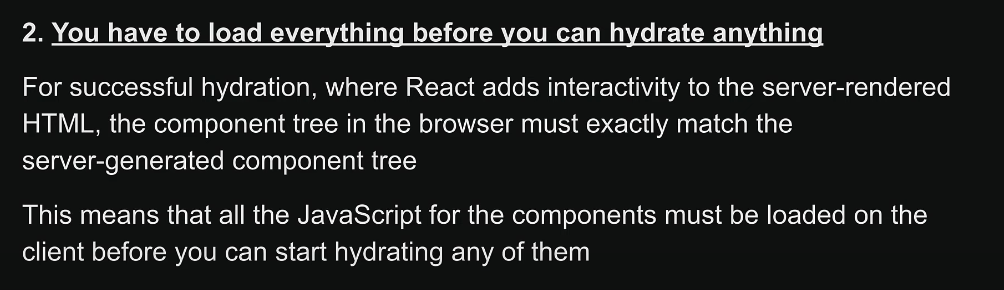 2. You have to load everything before you can hydrate anything
For successful hydration, where React adds interactivity to the server-rendered
HTML, the component tree in the browser must exactly match the
server-generated component tree
This means that all the JavaScript for the components must be loaded on the
client before you can start hydrating any of them